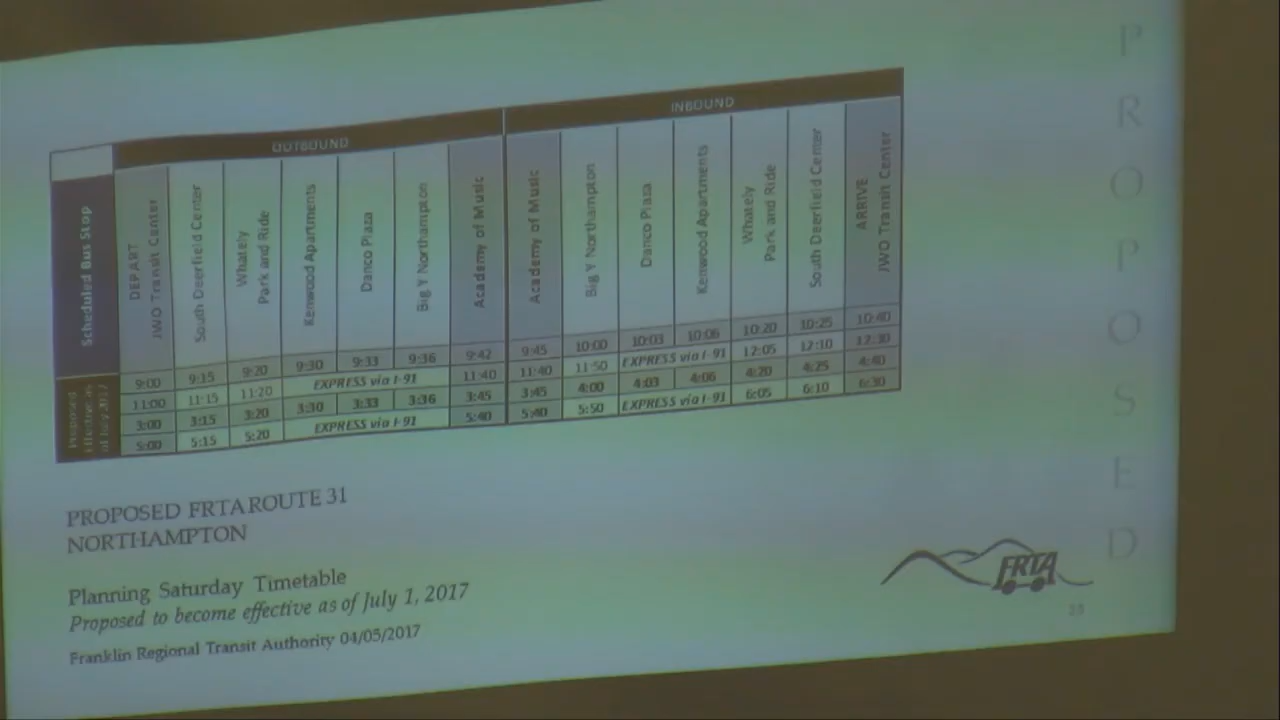 OUTBOUND INBOUND
Scheduled Bus Stop
DEPART JWO Transit Center
South Deerfield Center
Whately Park and Ride
Kenwood Apartments
Danco Plaza
Big Y Northampton
Academy of Music
Academy of Music
Big Y Northampton
Danco Plaza
Kenwood Apartments
Whately Park and Ride
South Deerfield Center
ARRIVE JWO Transit Center
Proposed
Effective as
of July 2017
9:00 9:15 9:20 9:30 9:33 9:36 9:42 9:45 10:00 10:03 10:06 10:20 10:25 10:40
11:00 11:15 11:20 EXPRESS via I-91 11:40 11:40 11:50 EXPRESS via I-91 12:05 12:10 12:30
3:00 3:15 3:20 3:30 3:33 3:36 3:45 3:45 4:00 4:03 4:06 4:20 4:25 4:40
5:00 5:15 5:20 EXPRESS via I-91 5:40 5:40 5:50 EXPRESS via I-91 6:05 6:10 6:30
PROPOSED FRTA ROUTE 31
NORTHAMPTON
Planning Saturday Timetable
Proposed to become effective as of July 1, 2017
Franklin Regional Transit Authority 04/05/2017
FRTA
PROPOSED